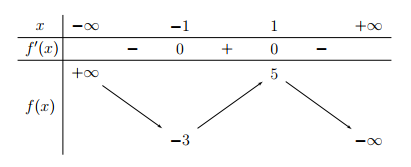 x −∞ −1 1 +∞
f′(x) − 0 + 0 −
+∞ 5
f(x)
−3 −∞